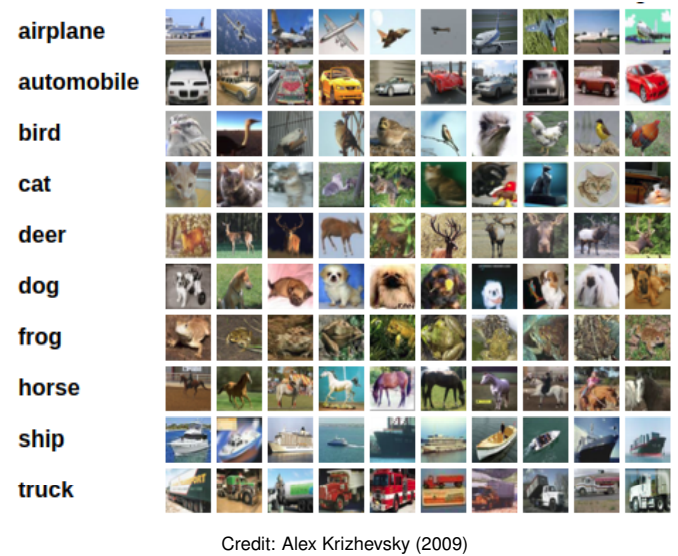 airplane
automobile
bird
cat
deer
dog
frog
horse
ship
truck
Credit: Alex Krizhevsky (2009)